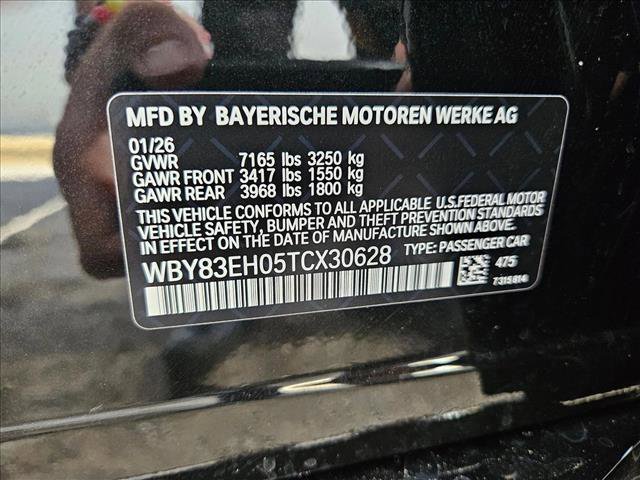 MFD BY BAYERISCHE MOTOREN WERKE AG
01/26
GVWR 7165 lbs 3250 kg
GAWR FRONT 3417 lbs 1550 kg
GAWR REAR 3968 lbs 1800 kg
THIS VEHICLE CONFORMS TO ALL APPLICABLE U.S.FEDERAL MOTOR
VEHICLE SAFETY, BUMPER AND THEFT PREVENTION STANDARDS
IN EFFECT ON THE DATE OF MANUFACTURE SHOWN ABOVE
WBY83EH05TCX30628 TYPE: PASSENGER CAR
475
7315814